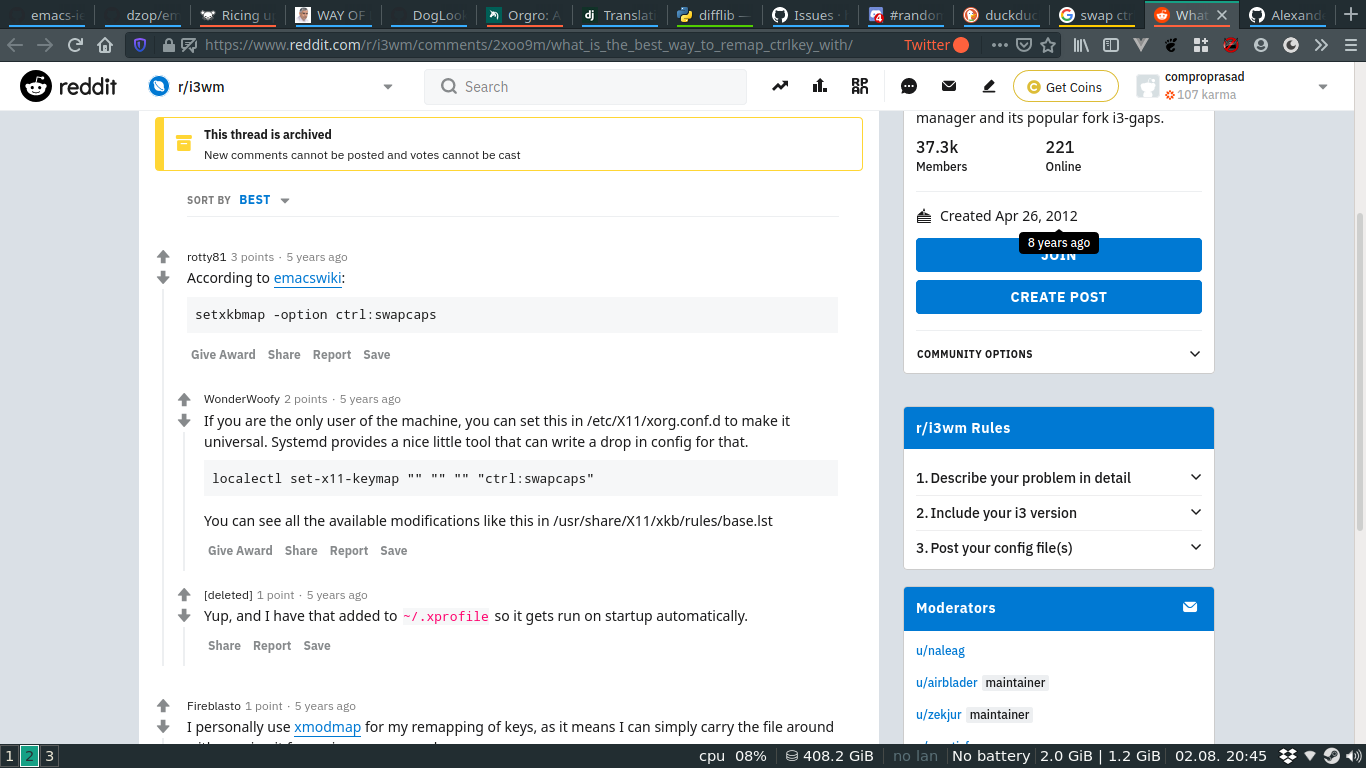 emacs-ie
dzop/em
Ricing u
WAY OF
DogLool
Orgro: A
Translati
difflib —
Issues ·
#randon
duckduc
swap ctr
What
Alexand
https://www.reddit.com/r/i3wm/comments/2xoo9m/what_is_the_best_way_to_remap_ctrlkey_with/
Twitter
reddit
r/i3wm
Search
Get Coins
comproprasad
107 karma
This thread is archived
New comments cannot be posted and votes cannot be cast
SORT BY BEST
rotty81 3 points · 5 years ago
According to emacswiki:
setxkbmap -option ctrl:swapcaps
Give Award Share Report Save
WonderWoofy 2 points · 5 years ago
If you are the only user of the machine, you can set this in /etc/X11/xorg.conf.d to make it
universal. Systemd provides a nice little tool that can write a drop in config for that.
localectl set-x11-keymap "" "" "" "ctrl:swapcaps"
You can see all the available modifications like this in /usr/share/X11/xkb/rules/base.lst
Give Award Share Report Save
[deleted] 1 point · 5 years ago
Yup, and I have that added to ~/.xprofile so it gets run on startup automatically.
Share Report Save
Fireblasto 1 point · 5 years ago
I personally use xmodmap for my remapping of keys, as it means I can simply carry the file around
manager and its popular fork i3-gaps.
37.3k 221
Members Online
Created Apr 26, 2012
8 years ago
JOIN
CREATE POST
COMMUNITY OPTIONS
r/i3wm Rules
1. Describe your problem in detail
2. Include your i3 version
3. Post your config file(s)
Moderators
u/naleag
u/airblader maintainer
u/zekjur maintainer
1 2 3
cpu 08% 408.2 GiB no lan No battery 2.0 GiB | 1.2 GiB 02.08. 20:45